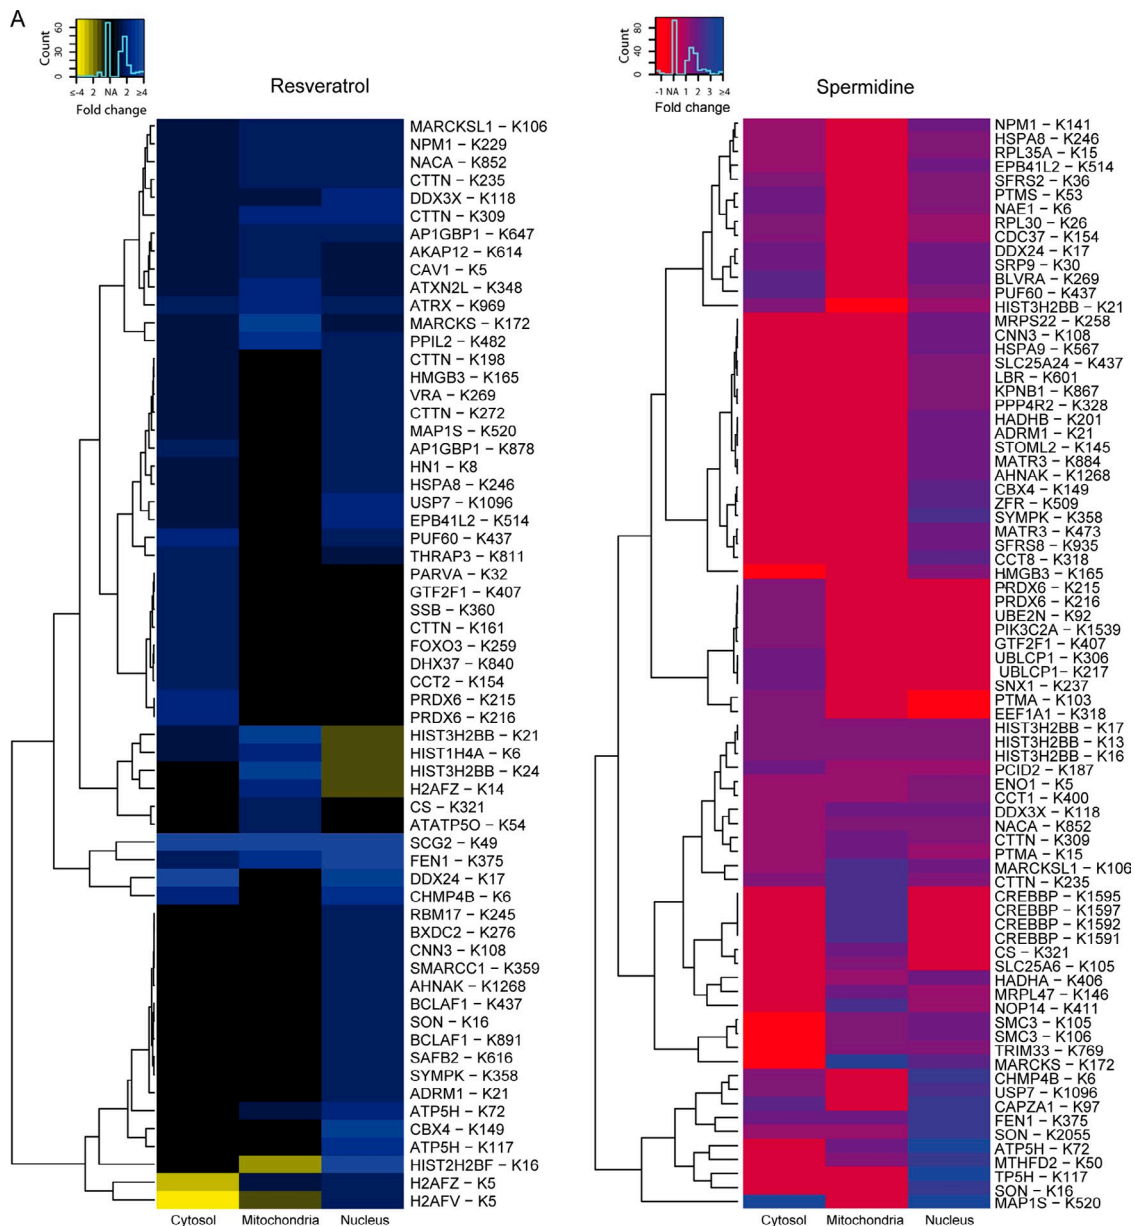 A
Count
0 30 60
≤-4 2 NA 2 ≥4
Fold change
Resveratrol
MARCKSL1 – K106
NPM1 – K229
NACA – K852
CTTN – K235
DDX3X – K118
CTTN – K309
AP1GBP1 – K647
AKAP12 – K614
CAV1 – K5
ATXN2L – K348
ATRX – K969
MARCKS – K172
PPIL2 – K482
CTTN – K198
HMGB3 – K165
VRA – K269
CTTN – K272
MAP1S – K520
AP1GBP1 – K878
HN1 – K8
HSPA8 – K246
USP7 – K1096
EPB41L2 – K514
PUF60 – K437
THRAP3 – K811
PARVA – K32
GTF2F1 – K407
SSB – K360
CTTN – K161
FOXO3 – K259
DHX37 – K840
CCT2 – K154
PRDX6 – K215
PRDX6 – K216
HIST3H2BB – K21
HIST1H4A – K6
HIST3H2BB – K24
H2AFZ – K14
CS – K321
ATATP5O – K54
SCG2 – K49
FEN1 – K375
DDX24 – K17
CHMP4B – K6
RBM17 – K245
BXDC2 – K276
CNN3 – K108
SMARCC1 – K359
AHNAK – K1268
BCLAF1 – K437
SON – K16
BCLAF1 – K891
SAFB2 – K616
SYMPK – K358
ADRM1 – K21
ATP5H – K72
CBX4 – K149
ATP5H – K117
HIST2H2BF – K16
H2AFZ – K5
H2AFV – K5
Cytosol Mitochondria Nucleus
Count
0 40 80
-1 NA 1 2 3 ≥4
Fold change
Spermidine
NPM1 – K141
HSPA8 – K246
RPL35A – K15
EPB41L2 – K514
SFRS2 – K36
PTMS – K53
NAE1 – K6
RPL30 – K26
CDC37 – K154
DDX24 – K17
SRP9 – K30
BLVRA – K269
PUF60 – K437
HIST3H2BB – K21
MRPS22 – K258
CNN3 – K108
HSPA9 – K567
SLC25A24 – K437
LBR – K601
KPNB1 – K867
PPP4R2 – K328
HADHB – K201
ADRM1 – K21
STOML2 – K145
MATR3 – K884
AHNAK – K1268
CBX4 – K149
ZFR – K509
SYMPK – K358
MATR3 – K473
SFRS8 – K935
CCT8 – K318
HMGB3 – K165
PRDX6 – K215
PRDX6 – K216
UBE2N – K92
PIK3C2A – K1539
GTF2F1 – K407
UBLCP1 – K306
UBLCP1 – K217
SNX1 – K237
PTMA – K103
EEF1A1 – K318
HIST3H2BB – K17
HIST3H2BB – K13
HIST3H2BB – K16
PCID2 – K187
ENO1 – K5
CCT1 – K400
DDX3X – K118
NACA – K852
CTTN – K309
PTMA – K15
MARCKSL1 – K106
CTTN – K235
CREBBP – K1595
CREBBP – K1597
CREBBP – K1592
CREBBP – K1591
CS – K321
SLC25A6 – K105
HADHA – K406
MRPL47 – K146
NOP14 – K411
SMC3 – K105
SMC3 – K106
TRIM33 – K769
MARCKS – K172
CHMP4B – K6
USP7 – K1096
CAPZA1 – K97
FEN1 – K375
SON – K2055
ATP5H – K72
MTHFD2 – K50
TP5H – K117
SON – K16
MAP1S – K520
Cytosol Mitochondria Nucleus